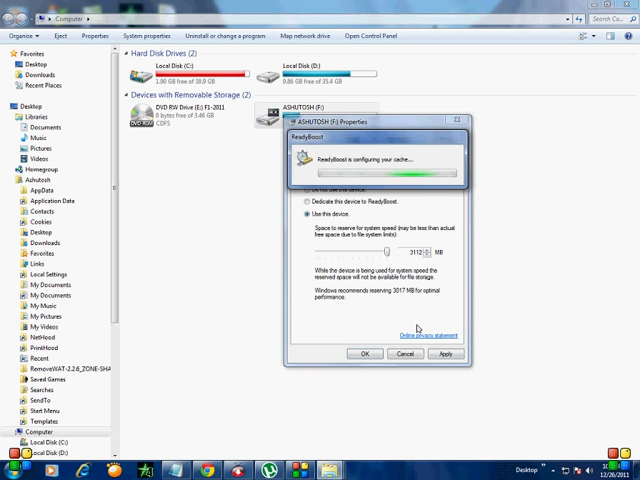 Computer
Search Co...
Organize
Eject
Properties
System properties
Uninstall or change a program
Map network drive
Open Control Panel
Favorites
Desktop
Downloads
Recent Places
Desktop
Libraries
Documents
Music
Pictures
Videos
Homegroup
Ashutosh
AppData
Application Data
Contacts
Cookies
Desktop
Downloads
Favorites
Links
Local Settings
My Documents
My Documents
My Music
My Pictures
My Videos
NetHood
PrintHood
Recent
RemoveWAT-2.2.6_ZONE-SHA
Saved Games
Searches
SendTo
Start Menu
Templates
Computer
Local Disk (C:)
Local Disk (D:)
Hard Disk Drives (2)
Local Disk (C:)
1.90 GB free of 38.9 GB
Local Disk (D:)
9.86 GB free of 35.4 GB
Devices with Removable Storage (2)
DVD RW Drive (E:) F1-2011
0 bytes free of 3.46 GB
CDFS
ASHUTOSH (F:)
ASHUTOSH (F:) Properties
ReadyBoost
ReadyBoost is configuring your cache...
Do not use this device.
Dedicate this device to ReadyBoost.
Use this device.
Space to reserve for system speed (may be less than actual
free space due to file system limits)
3112 MB
While the device is being used for system speed the
reserved space will not be available for file storage.
Windows recommends reserving 3017 MB for optimal
performance.
Online privacy statement
OK
Cancel
Apply
Desktop
12/26/2011